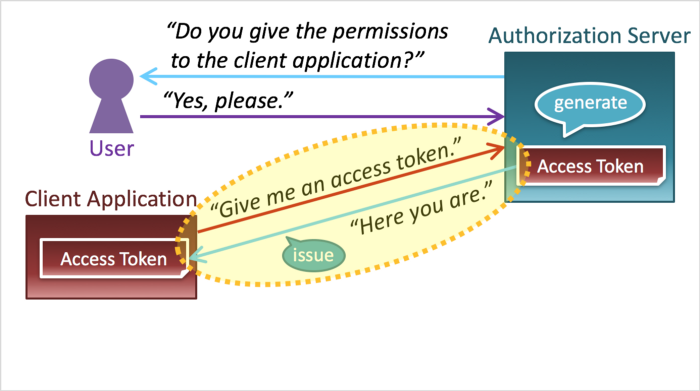 “Do you give the permissions
to the client application?”
Authorization Server
“Yes, please.”
generate
User
“Give me an access token.”
Access Token
Client Application
“Here you are.”
issue
Access Token